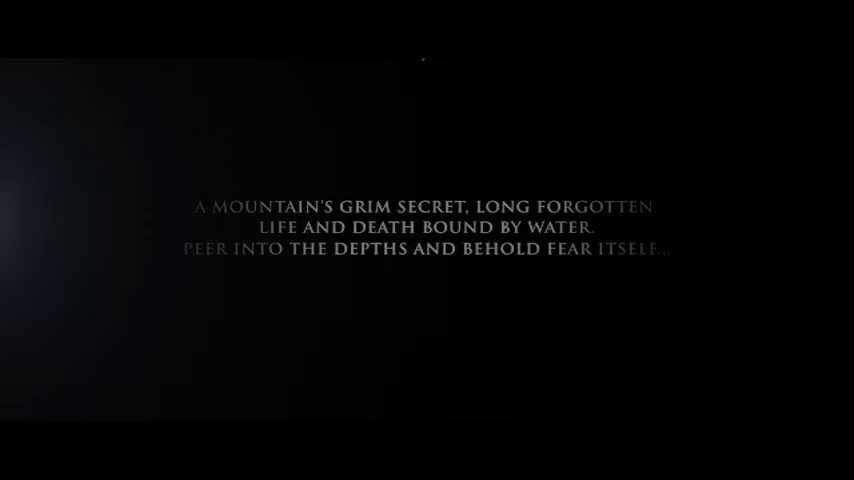 A MOUNTAIN'S GRIM SECRET, LONG FORGOTTEN.
LIFE AND DEATH BOUND BY WATER.
PEER INTO THE DEPTHS AND BEHOLD FEAR ITSELF...